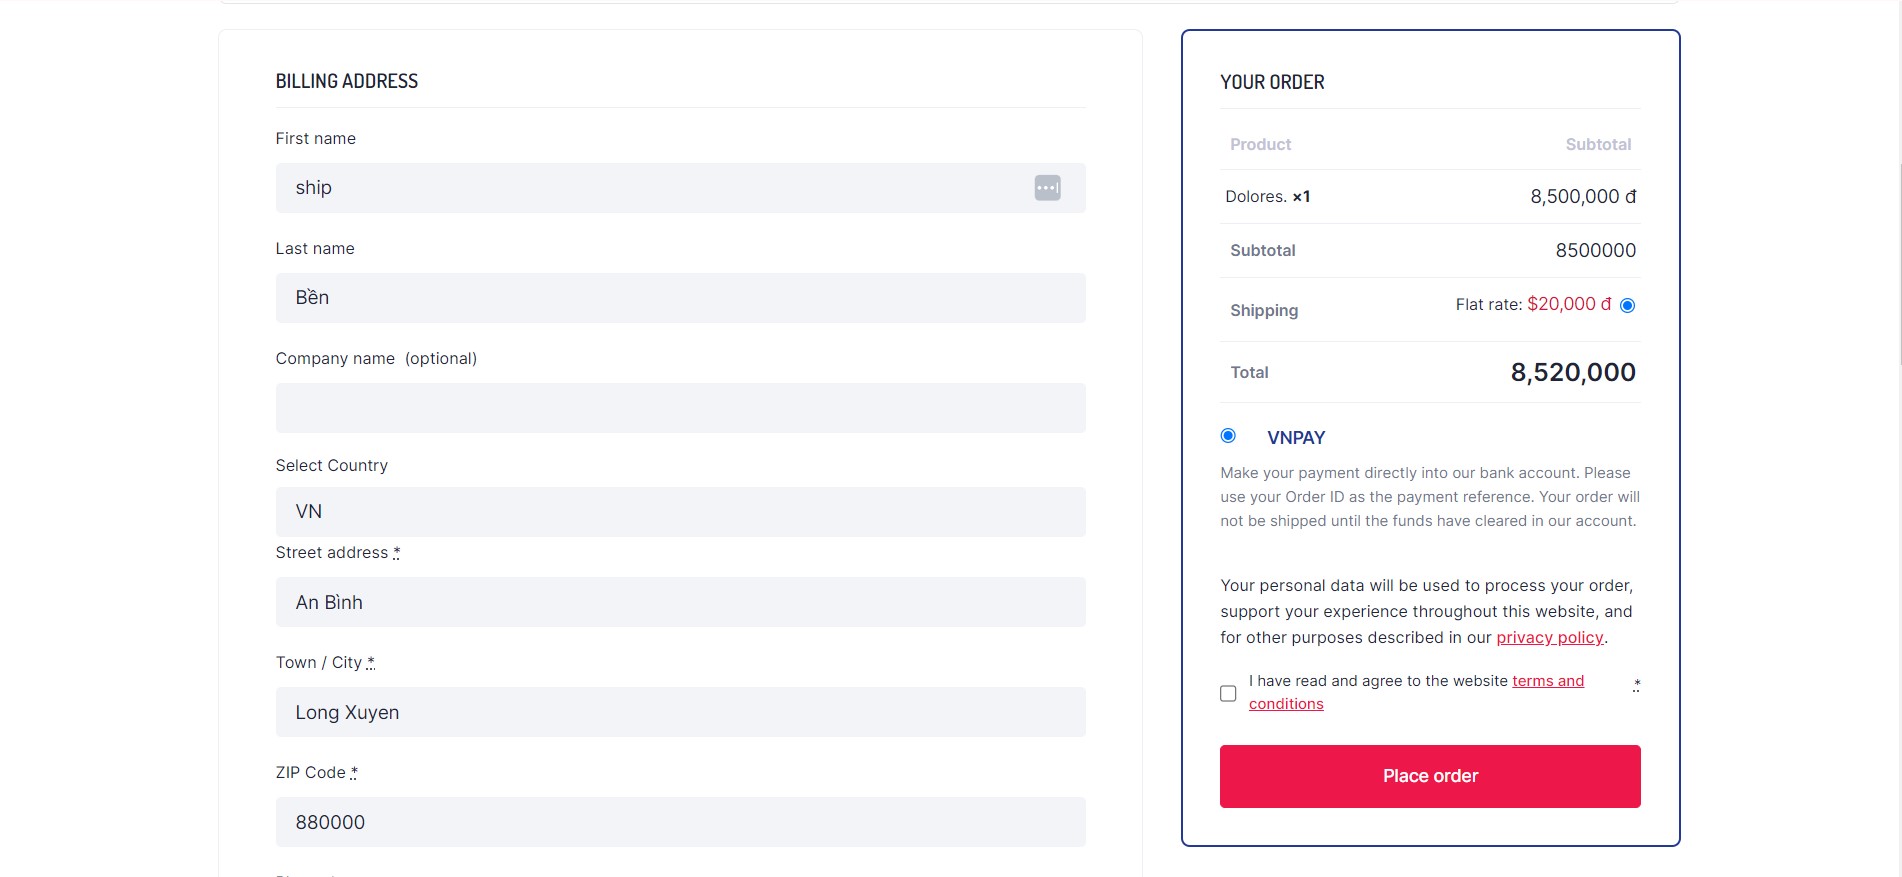 BILLING ADDRESS
First name
ship
Last name
Bền
Company name (optional)
Select Country
VN
Street address *
An Bình
Town / City *
Long Xuyen
ZIP Code *
880000
YOUR ORDER
Product Subtotal
Dolores. ×1 8,500,000 đ
Subtotal 8500000
Shipping Flat rate: $20,000 đ
Total 8,520,000
VNPAY
Make your payment directly into our bank account. Please
use your Order ID as the payment reference. Your order will
not be shipped until the funds have cleared in our account.
Your personal data will be used to process your order,
support your experience throughout this website, and
for other purposes described in our privacy policy.
I have read and agree to the website terms and *
conditions
Place order